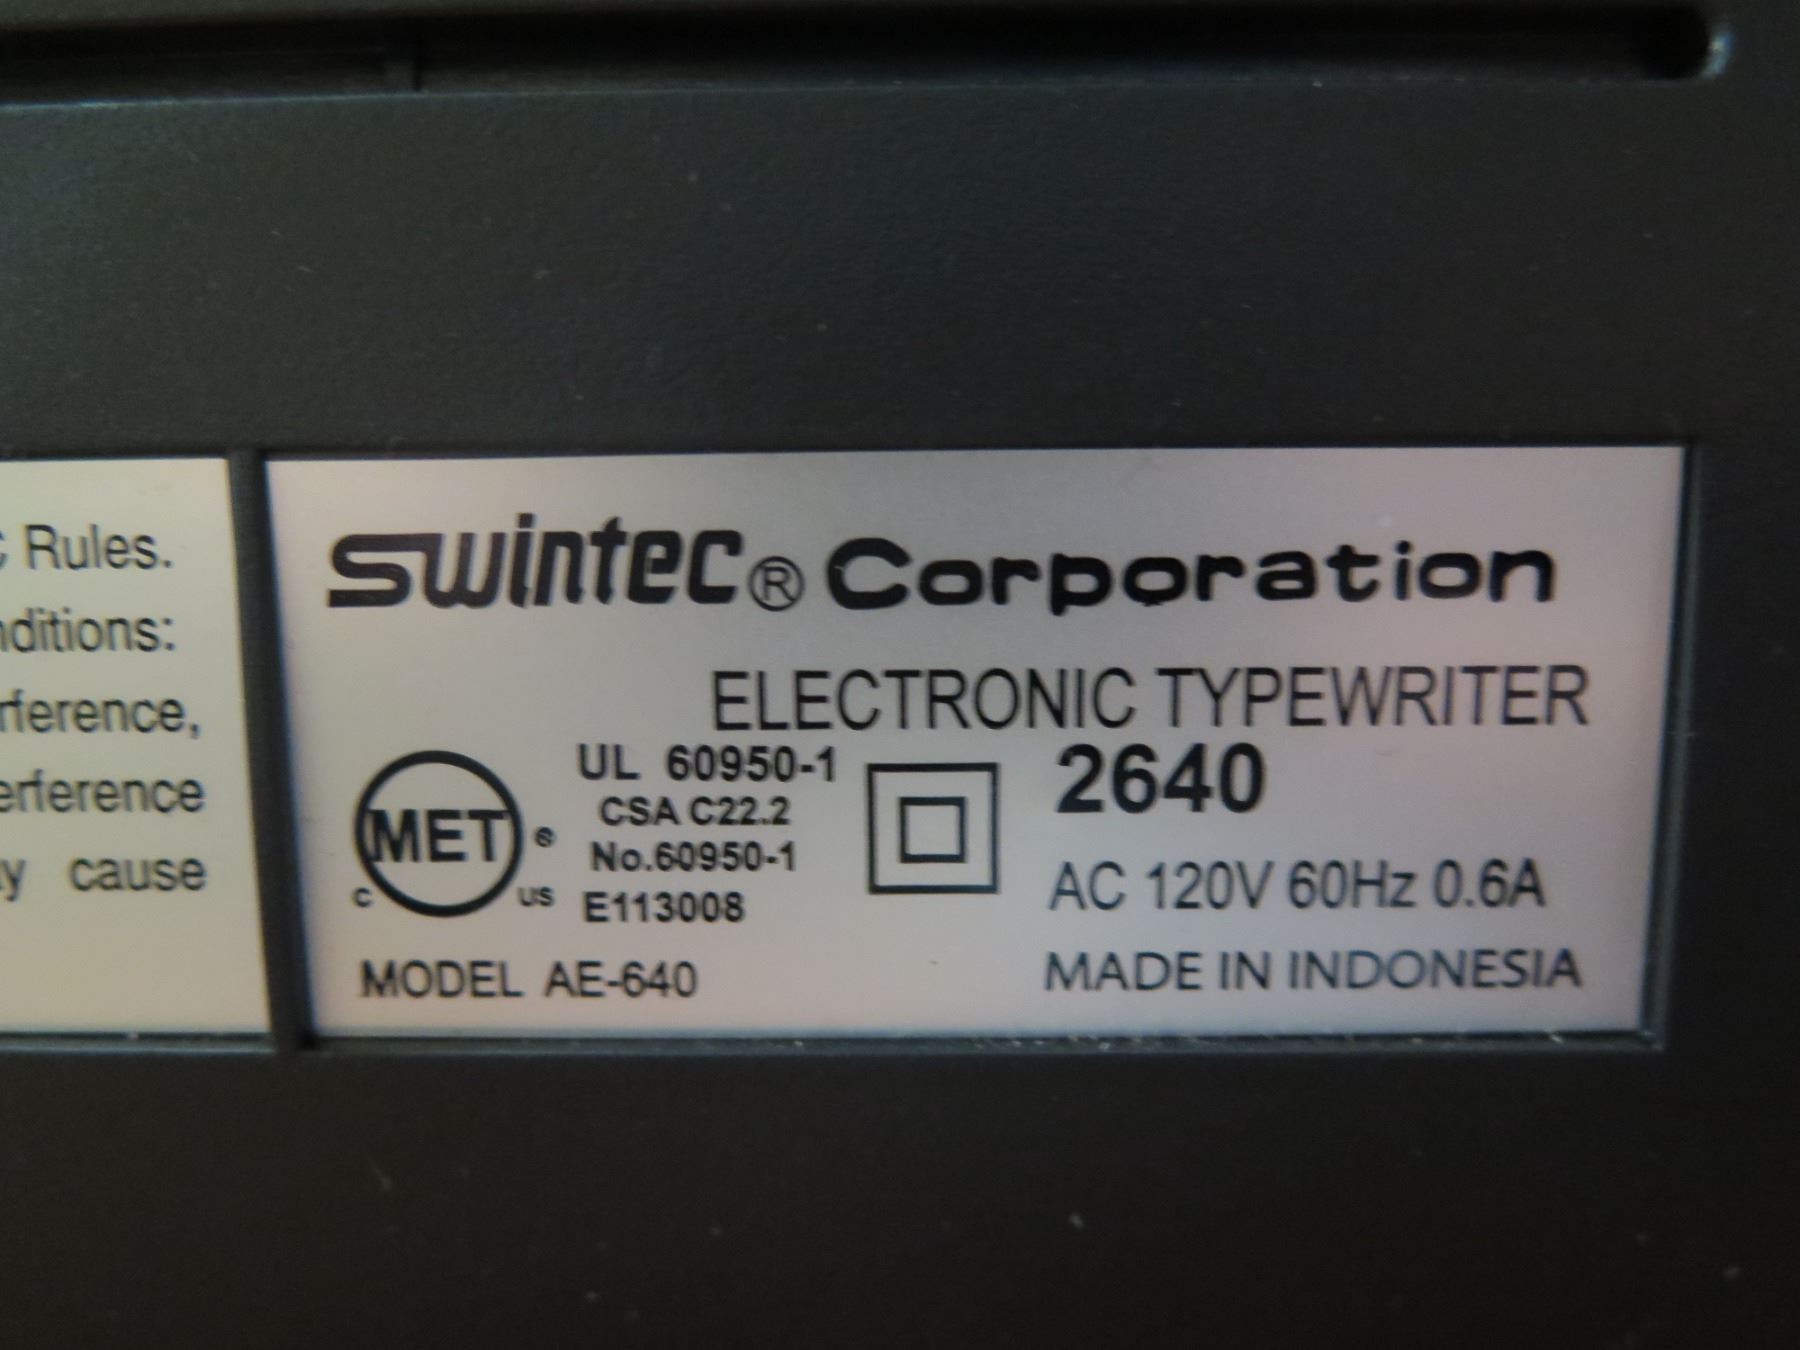 Rules.
nditions:
rference,
erference
y cause
swintec® Corporation
ELECTRONIC TYPEWRITER
2640
UL 60950-1
CSA C22.2
No.60950-1
E113008
MET®
C US
AC 120V 60Hz 0.6A
MODEL AE-640
MADE IN INDONESIA